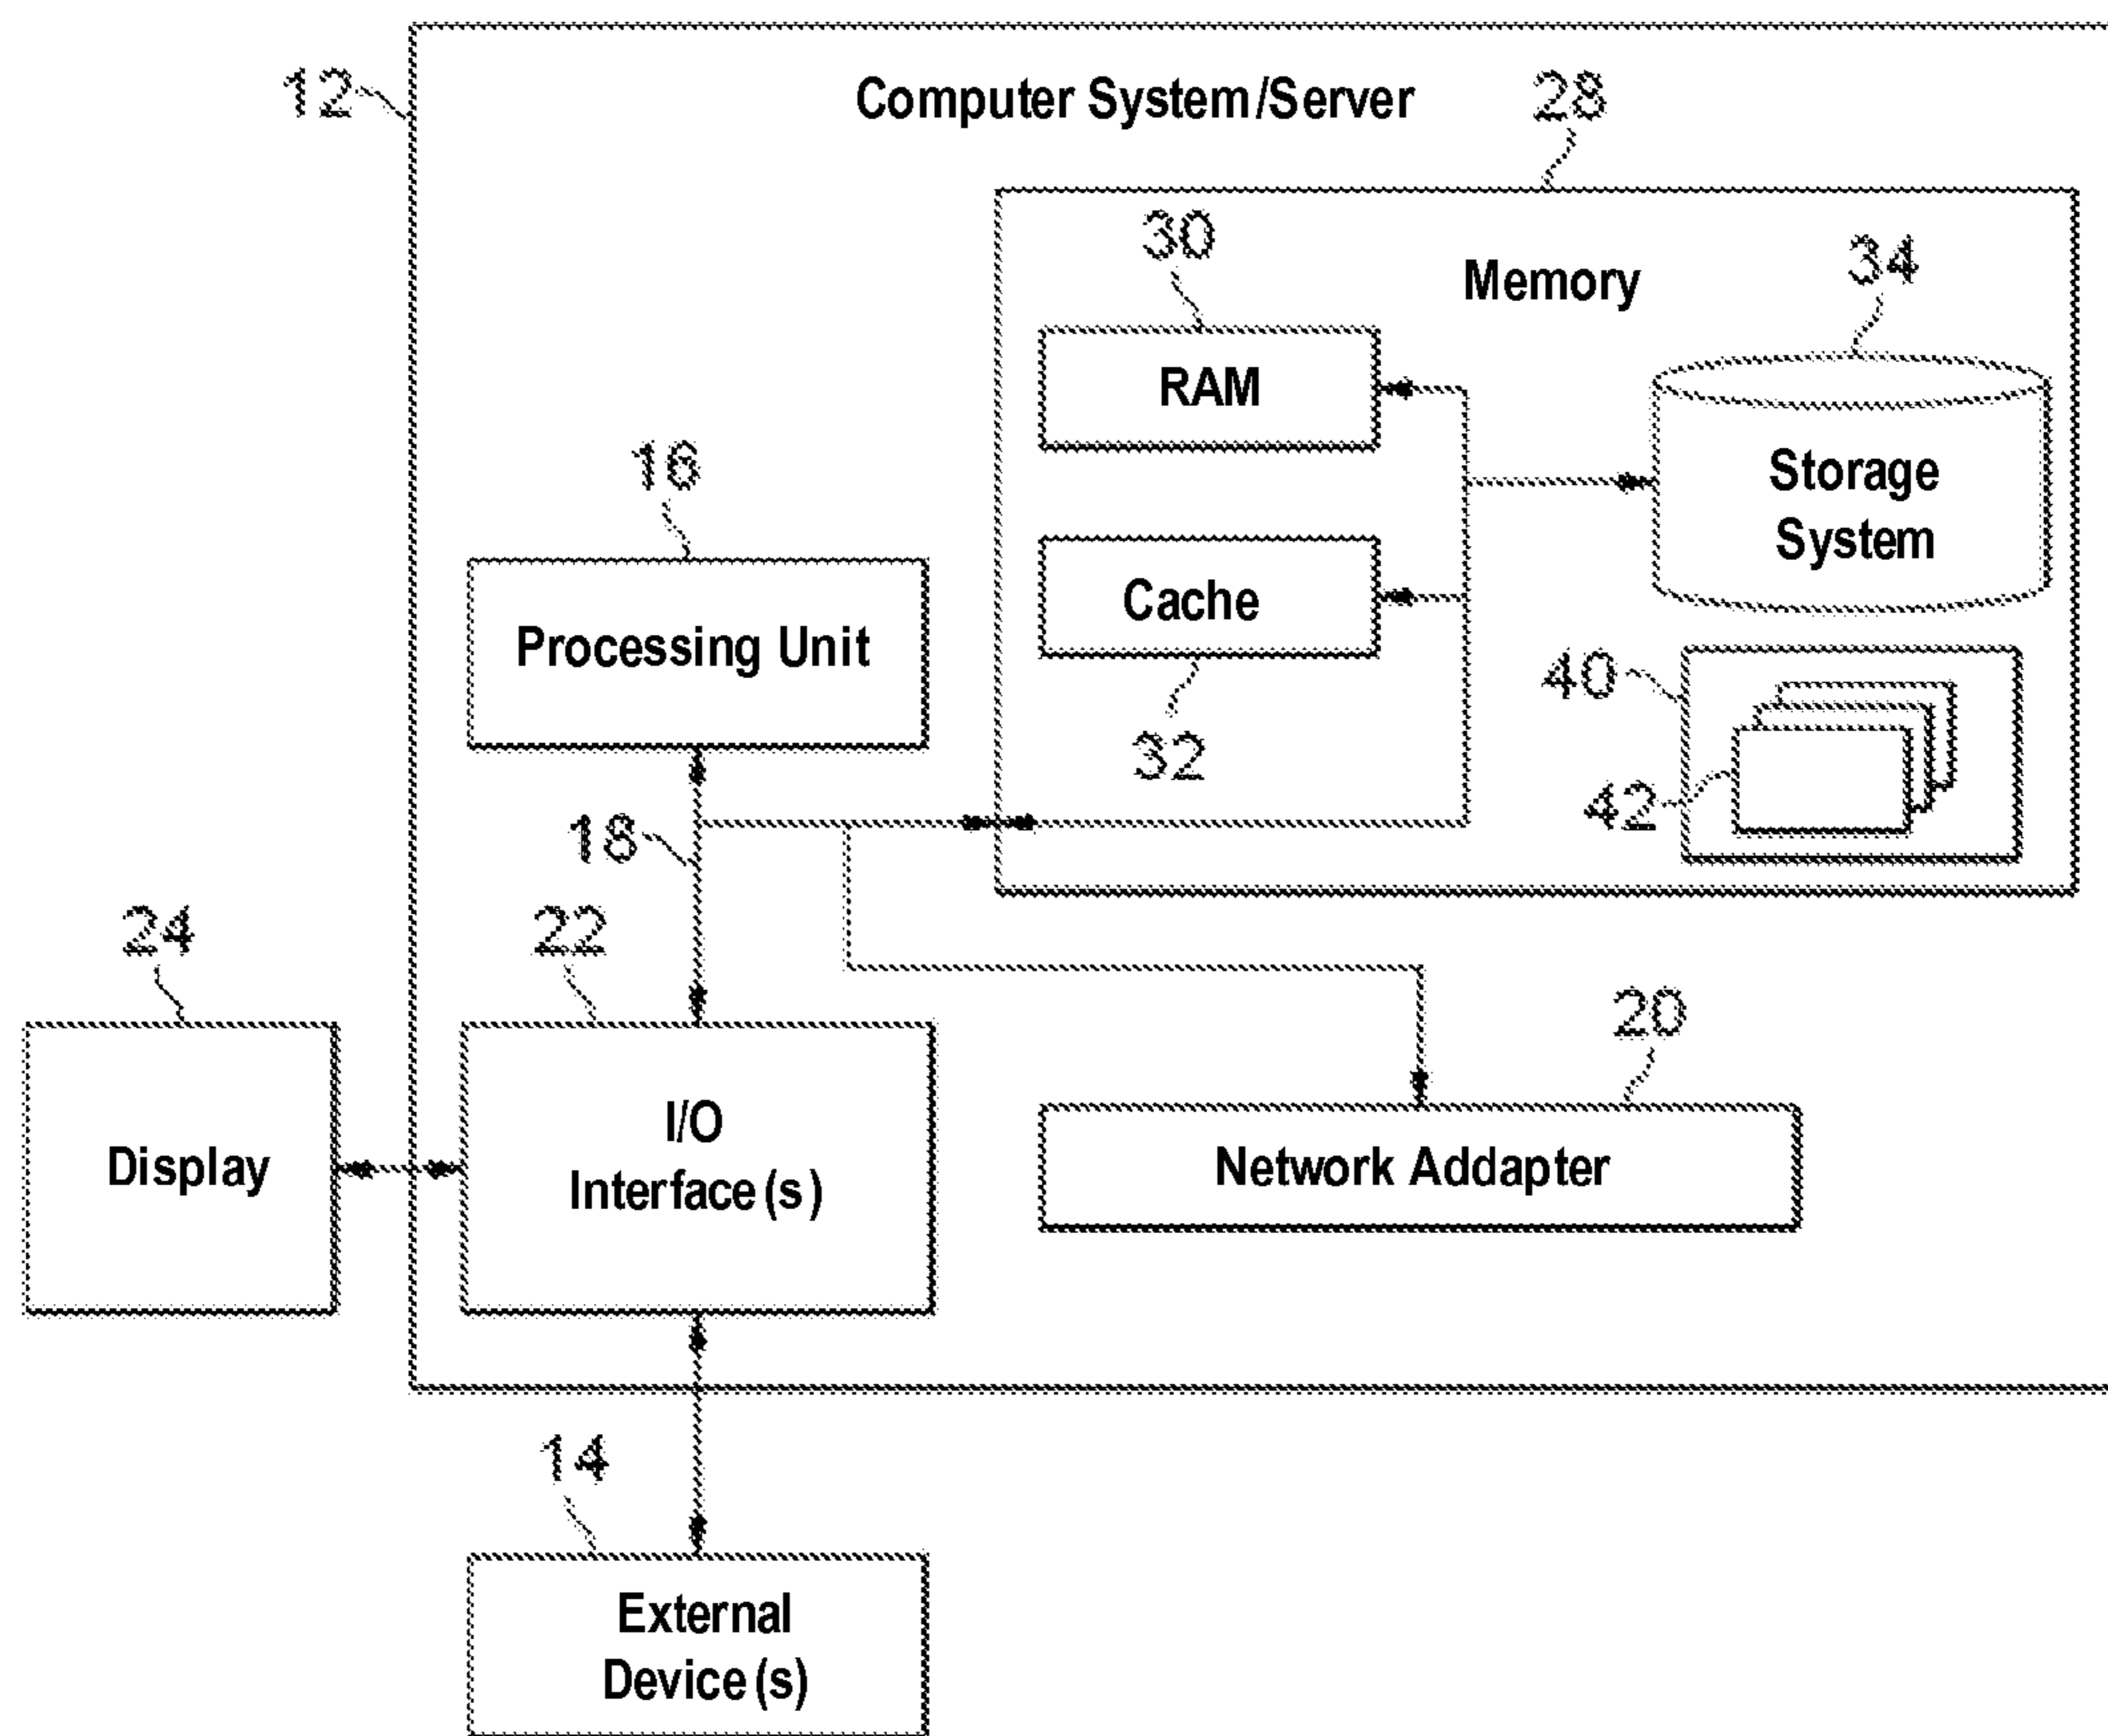 12
Computer System/Server
28
30
Memory
34
RAM
16
Storage
System
Cache
Processing Unit
40
32
42
18
24
22
20
I/O
Interface(s)
Display
Network Addapter
14
External
Device(s)